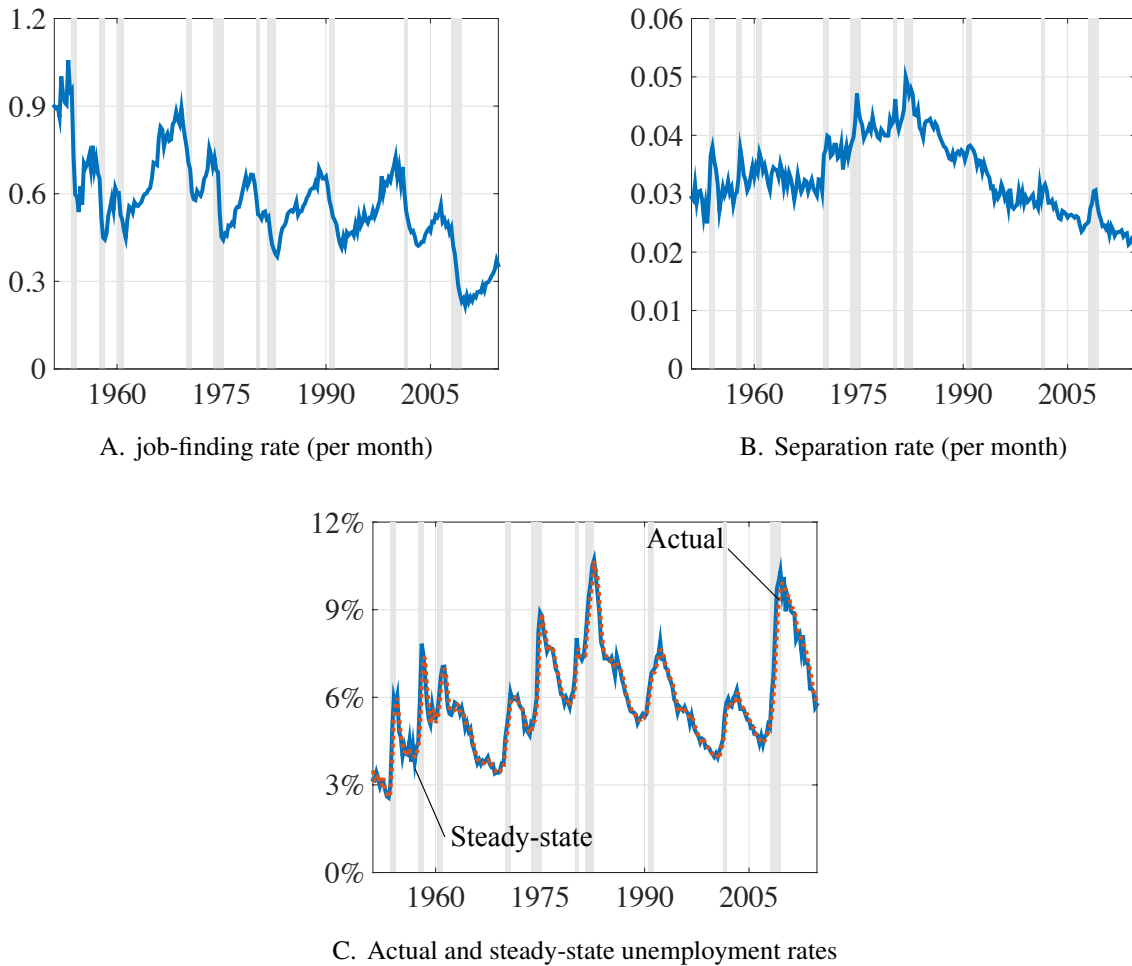 1.2
0.9
0.6
0.3
0
1960 1975 1990 2005
A. job-finding rate (per month)
0.06
0.05
0.04
0.03
0.02
0.01
0
1960 1975 1990 2005
B. Separation rate (per month)
12%
9%
6%
3%
0%
Actual
Steady-state
1960 1975 1990 2005
C. Actual and steady-state unemployment rates